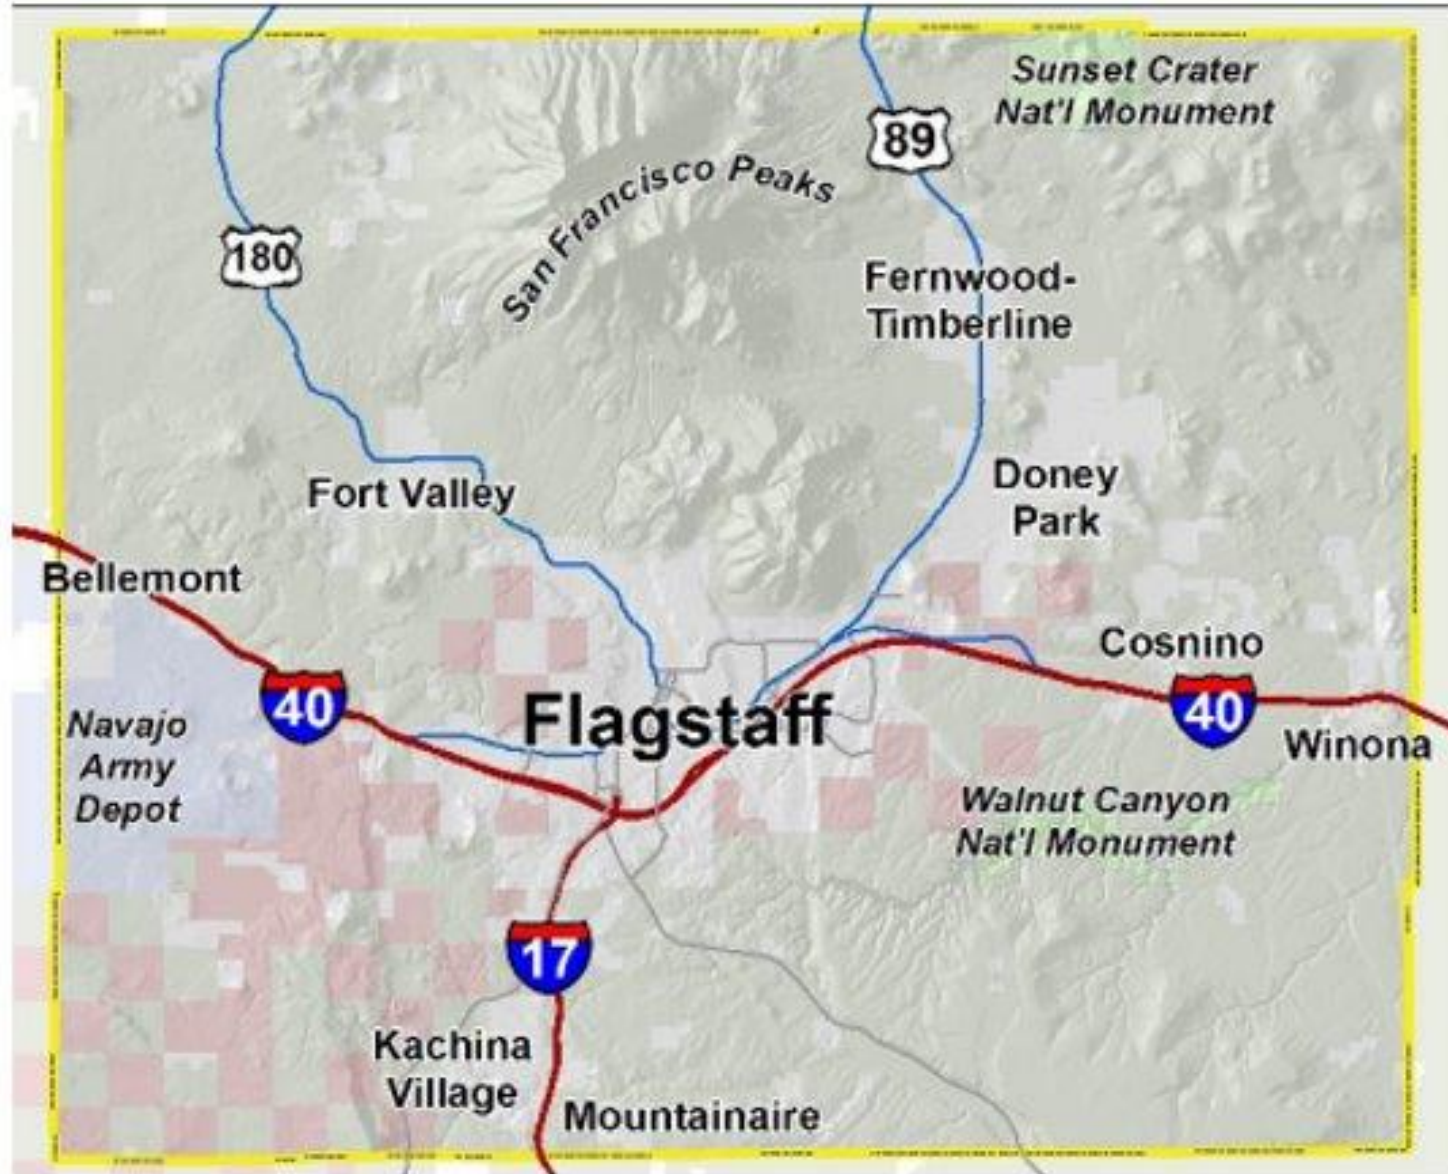 Sunset Crater
Nat'l Monument
89
San Francisco Peaks
180
Fernwood-
Timberline
Doney
Park
Fort Valley
Bellemont
Cosnino
40
Flagstaff
40
Navajo
Army
Depot
Winona
Walnut Canyon
Nat'l Monument
17
Kachina
Village
Mountainaire